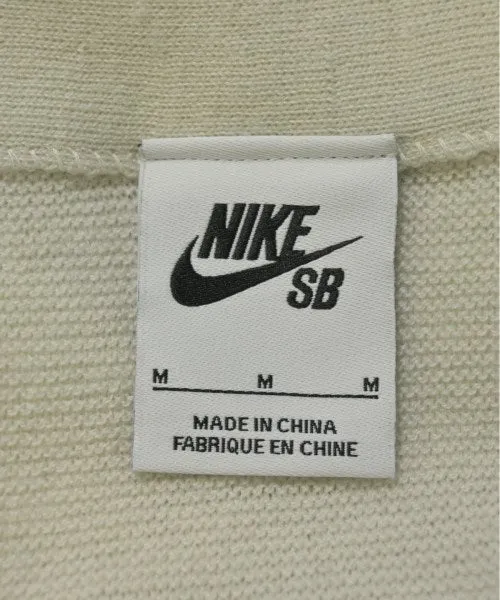 NIKE
SB
M M M
MADE IN CHINA
FABRIQUE EN CHINE